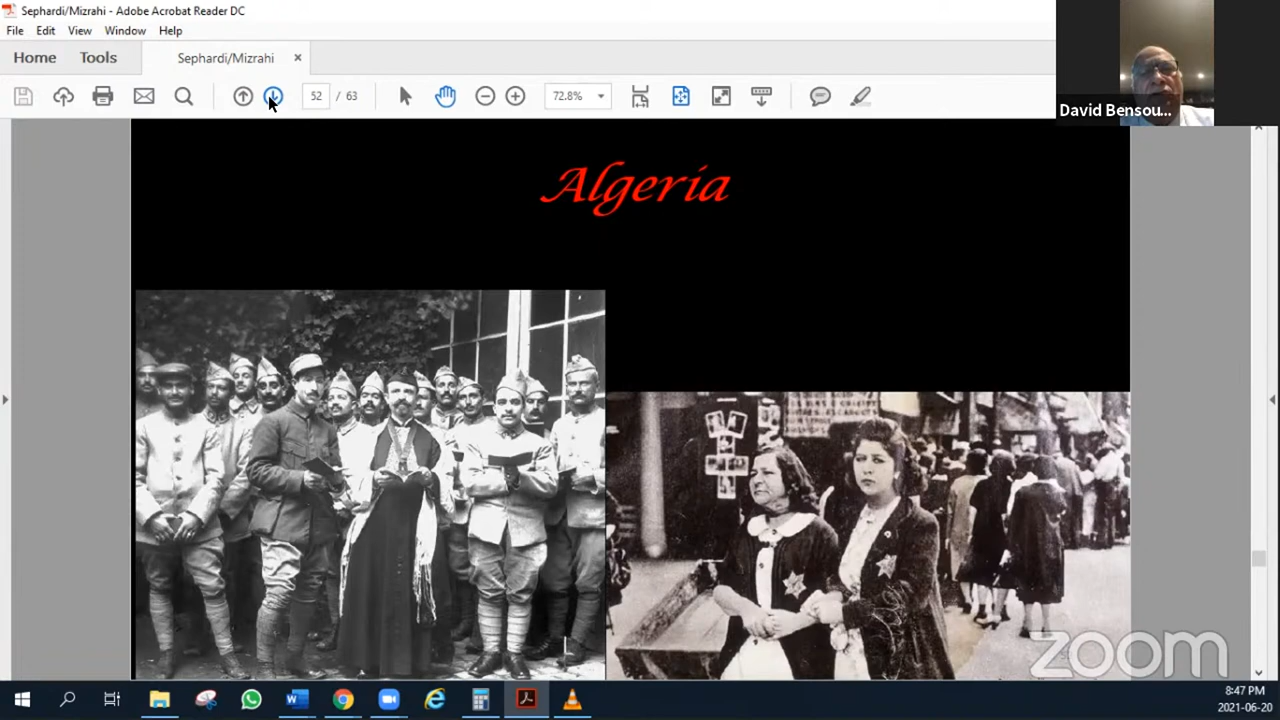 Sephardi/Mizrahi - Adobe Acrobat Reader DC
File Edit View Window Help
Home Tools Sephardi/Mizrahi ×
52 / 63 72.8%
David Bensou...
Algeria
zoom
8:47 PM
2021-06-20